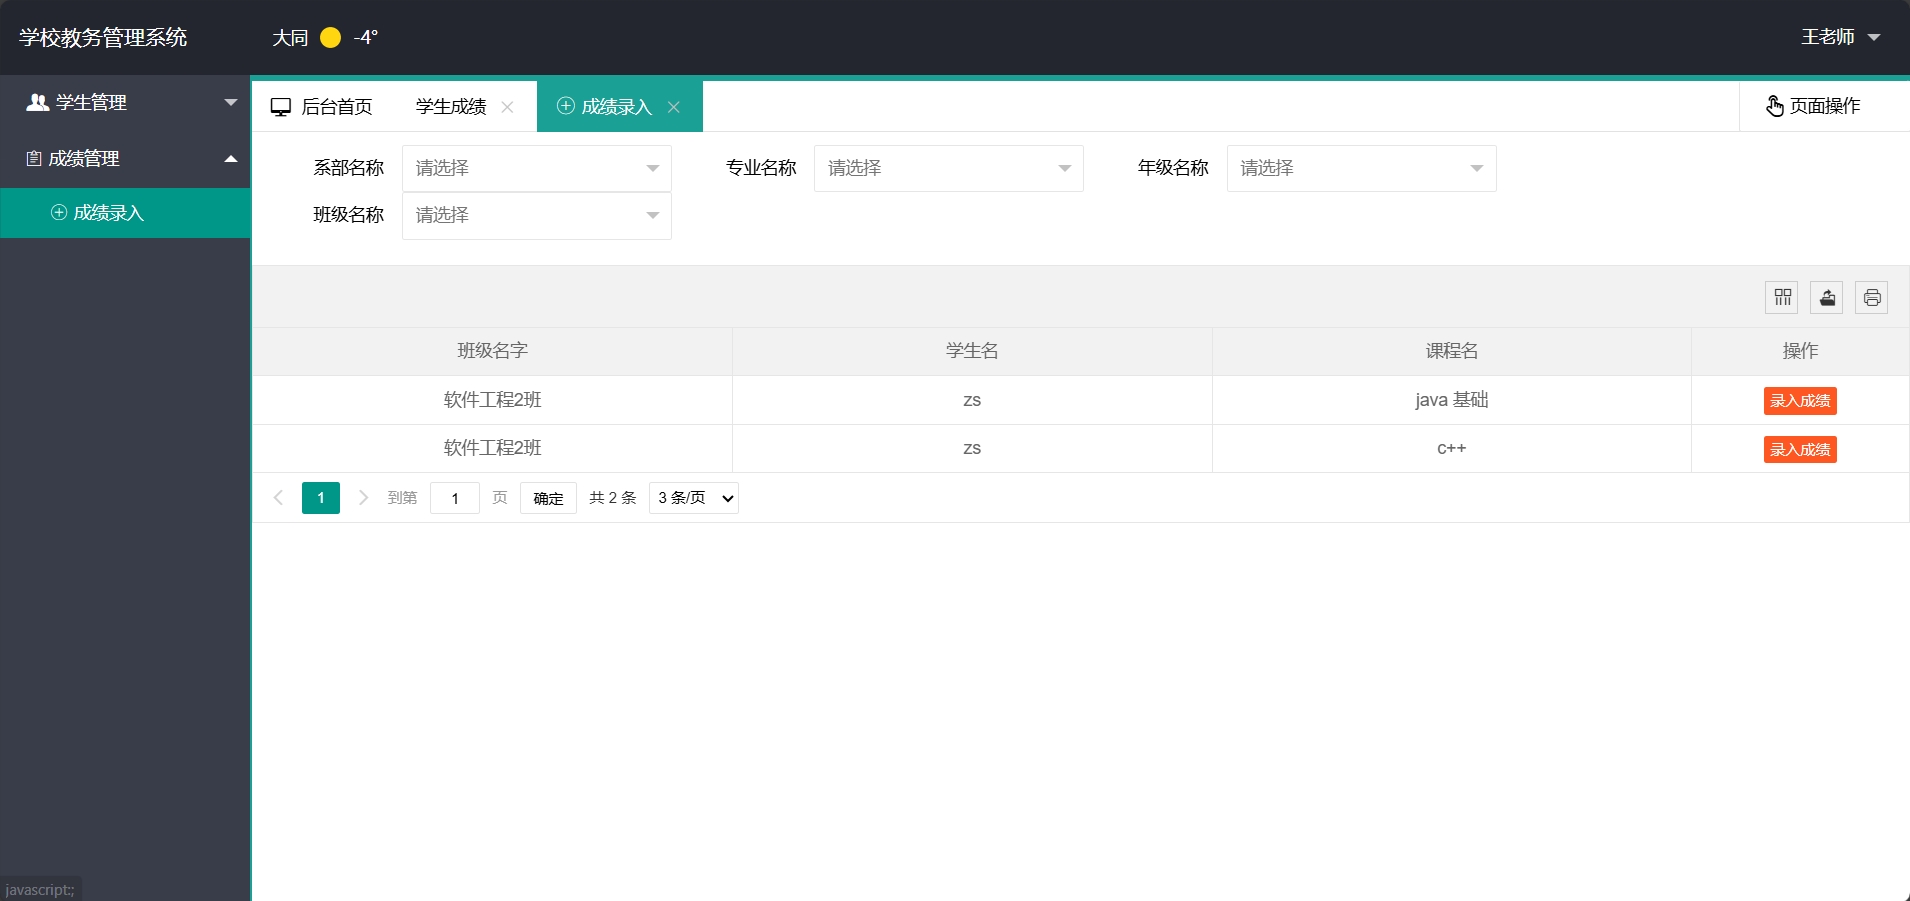 学校教务管理系统 大同 -4° 王老师
学生管理
成绩管理
成绩录入
后台首页 学生成绩 成绩录入 页面操作
系部名称 请选择 专业名称 请选择 年级名称 请选择
班级名称 请选择
班级名字 学生名 课程名 操作
软件工程2班 zs java 基础 录入成绩
软件工程2班 zs c++ 录入成绩
1 到第 1 页 确定 共 2 条 3 条/页
javascript:;